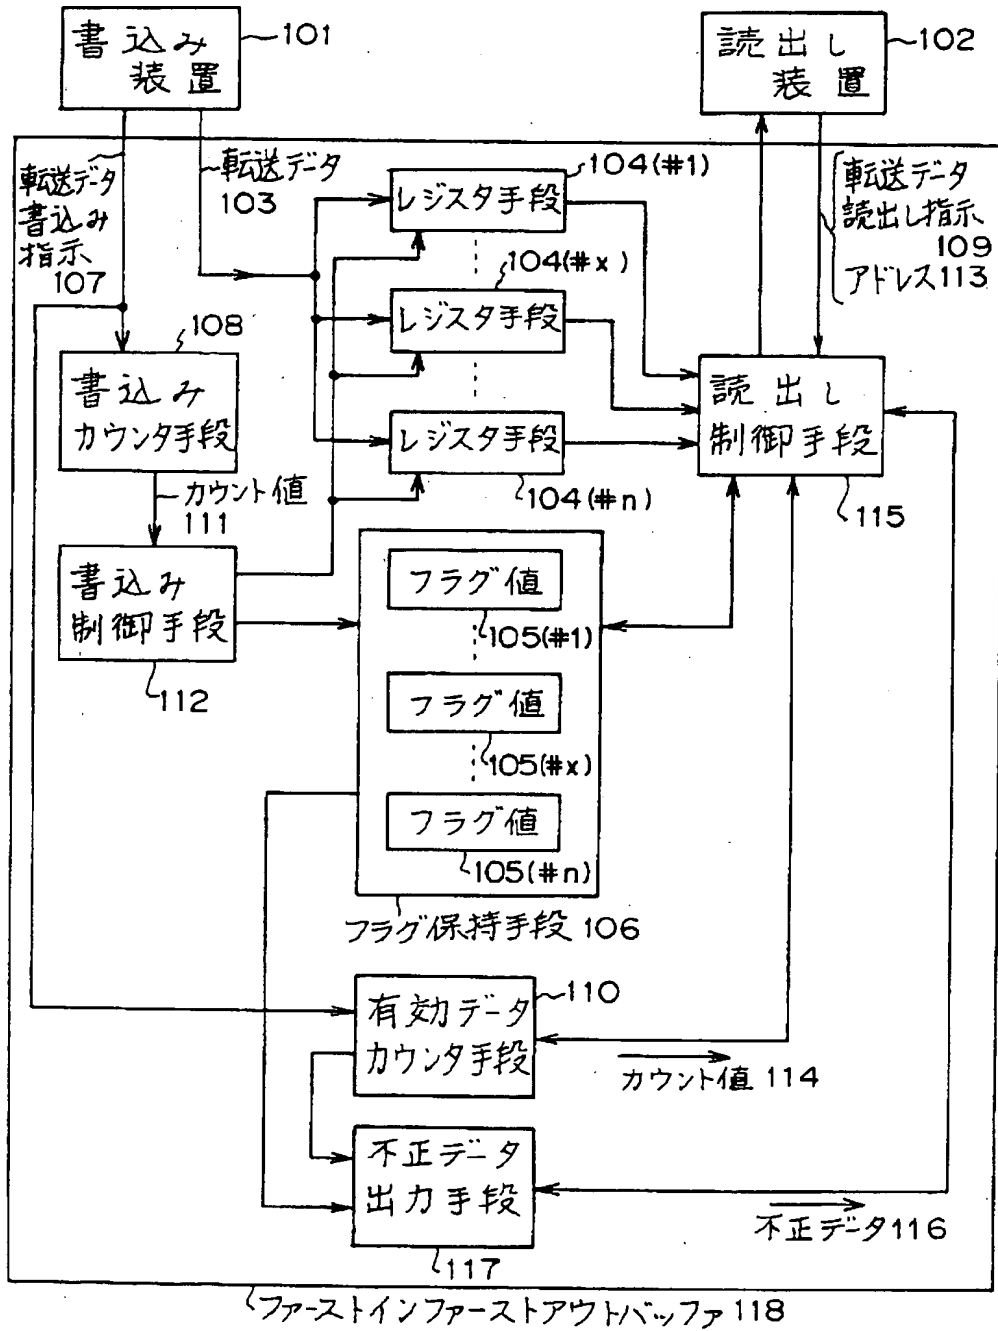 書込み
装置
101
読出し
装置
102
転送データ
書込み
指示
107
転送データ
103
104(#1)
レジスタ手段
104(#x)
レジスタ手段
レジスタ手段
104(#n)
転送データ
読出し指示
109
アドレス113
108
書込み
カウンタ手段
カウント値
111
読出し
制御手段
115
書込み
制御手段
112
フラグ値
105(#1)
フラグ値
105(#x)
フラグ値
105(#n)
フラグ保持手段 106
有効データ
カウンタ手段
110
カウント値 114
不正データ
出力手段
117
不正データ116
ファーストインファーストアウトバッファ 118